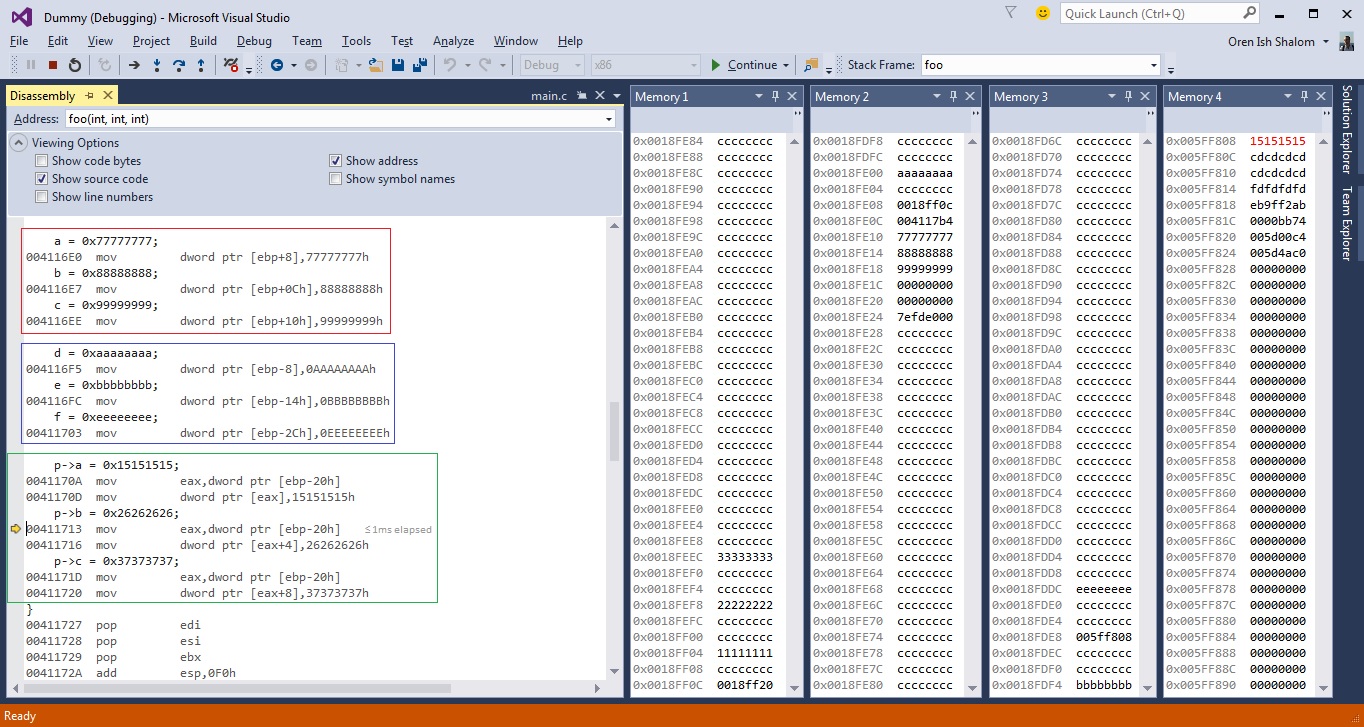 Dummy (Debugging) - Microsoft Visual Studio
Quick Launch (Ctrl+Q)
File Edit View Project Build Debug Team Tools Test Analyze Window Help
Oren Ish Shalom
Debug x86 Continue Stack Frame: foo
Disassembly
main.c
Address: foo(int, int, int)
Viewing Options
Show code bytes Show address
Show source code Show symbol names
Show line numbers
a = 0x77777777;
004116E0 mov dword ptr [ebp+8],77777777h
b = 0x88888888;
004116E7 mov dword ptr [ebp+0Ch],88888888h
c = 0x99999999;
004116EE mov dword ptr [ebp+10h],99999999h
d = 0xaaaaaaaa;
004116F5 mov dword ptr [ebp-8],0AAAAAAAAh
e = 0xbbbbbbbb;
004116FC mov dword ptr [ebp-14h],0BBBBBBBBh
f = 0xeeeeeeee;
00411703 mov dword ptr [ebp-2Ch],0EEEEEEEEh
p->a = 0x15151515;
0041170A mov eax,dword ptr [ebp-20h]
0041170D mov dword ptr [eax],15151515h
p->b = 0x26262626;
00411713 mov eax,dword ptr [ebp-20h] ≤1ms elapsed
00411716 mov dword ptr [eax+4],26262626h
p->c = 0x37373737;
0041171D mov eax,dword ptr [ebp-20h]
00411720 mov dword ptr [eax+8],37373737h
}
00411727 pop edi
00411728 pop esi
00411729 pop ebx
0041172A add esp,0F0h
Memory 1
0x0018FE84 cccccccc
0x0018FE88 cccccccc
0x0018FE8C cccccccc
0x0018FE90 cccccccc
0x0018FE94 cccccccc
0x0018FE98 cccccccc
0x0018FE9C cccccccc
0x0018FEA0 cccccccc
0x0018FEA4 cccccccc
0x0018FEA8 cccccccc
0x0018FEAC cccccccc
0x0018FEB0 cccccccc
0x0018FEB4 cccccccc
0x0018FEB8 cccccccc
0x0018FEBC cccccccc
0x0018FEC0 cccccccc
0x0018FEC4 cccccccc
0x0018FEC8 cccccccc
0x0018FECC cccccccc
0x0018FED0 cccccccc
0x0018FED4 cccccccc
0x0018FED8 cccccccc
0x0018FEDC cccccccc
0x0018FEE0 cccccccc
0x0018FEE4 cccccccc
0x0018FEE8 cccccccc
0x0018FEEC 33333333
0x0018FEF0 cccccccc
0x0018FEF4 cccccccc
0x0018FEF8 22222222
0x0018FEFC cccccccc
0x0018FF00 cccccccc
0x0018FF04 11111111
0x0018FF08 cccccccc
0x0018FF0C 0018ff20
Memory 2
0x0018FDF8 cccccccc
0x0018FDFC cccccccc
0x0018FE00 aaaaaaaa
0x0018FE04 cccccccc
0x0018FE08 0018ff0c
0x0018FE0C 004117b4
0x0018FE10 77777777
0x0018FE14 88888888
0x0018FE18 99999999
0x0018FE1C 00000000
0x0018FE20 00000000
0x0018FE24 7efde000
0x0018FE28 cccccccc
0x0018FE2C cccccccc
0x0018FE30 cccccccc
0x0018FE34 cccccccc
0x0018FE38 cccccccc
0x0018FE3C cccccccc
0x0018FE40 cccccccc
0x0018FE44 cccccccc
0x0018FE48 cccccccc
0x0018FE4C cccccccc
0x0018FE50 cccccccc
0x0018FE54 cccccccc
0x0018FE58 cccccccc
0x0018FE5C cccccccc
0x0018FE60 cccccccc
0x0018FE64 cccccccc
0x0018FE68 cccccccc
0x0018FE6C cccccccc
0x0018FE70 cccccccc
0x0018FE74 cccccccc
0x0018FE78 cccccccc
0x0018FE7C cccccccc
0x0018FE80 cccccccc
Memory 3
0x0018FD6C cccccccc
0x0018FD70 cccccccc
0x0018FD74 cccccccc
0x0018FD78 cccccccc
0x0018FD7C cccccccc
0x0018FD80 cccccccc
0x0018FD84 cccccccc
0x0018FD88 cccccccc
0x0018FD8C cccccccc
0x0018FD90 cccccccc
0x0018FD94 cccccccc
0x0018FD98 cccccccc
0x0018FD9C cccccccc
0x0018FDA0 cccccccc
0x0018FDA4 cccccccc
0x0018FDA8 cccccccc
0x0018FDAC cccccccc
0x0018FDB0 cccccccc
0x0018FDB4 cccccccc
0x0018FDB8 cccccccc
0x0018FDBC cccccccc
0x0018FDC0 cccccccc
0x0018FDC4 cccccccc
0x0018FDC8 cccccccc
0x0018FDCC cccccccc
0x0018FDD0 cccccccc
0x0018FDD4 cccccccc
0x0018FDD8 cccccccc
0x0018FDDC eeeeeeee
0x0018FDE0 cccccccc
0x0018FDE4 cccccccc
0x0018FDE8 005ff808
0x0018FDEC cccccccc
0x0018FDF0 cccccccc
0x0018FDF4 bbbbbbbb
Memory 4
0x005FF808 15151515
0x005FF80C cdcdcdcd
0x005FF810 cdcdcdcd
0x005FF814 fdfdfdfd
0x005FF818 eb9ff2ab
0x005FF81C 0000bb74
0x005FF820 005d00c4
0x005FF824 005d4ac0
0x005FF828 00000000
0x005FF82C 00000000
0x005FF830 00000000
0x005FF834 00000000
0x005FF838 00000000
0x005FF83C 00000000
0x005FF840 00000000
0x005FF844 00000000
0x005FF848 00000000
0x005FF84C 00000000
0x005FF850 00000000
0x005FF854 00000000
0x005FF858 00000000
0x005FF85C 00000000
0x005FF860 00000000
0x005FF864 00000000
0x005FF868 00000000
0x005FF86C 00000000
0x005FF870 00000000
0x005FF874 00000000
0x005FF878 00000000
0x005FF87C 00000000
0x005FF880 00000000
0x005FF884 00000000
0x005FF888 00000000
0x005FF88C 00000000
0x005FF890 00000000
Solution Explorer
Team Explorer
Ready